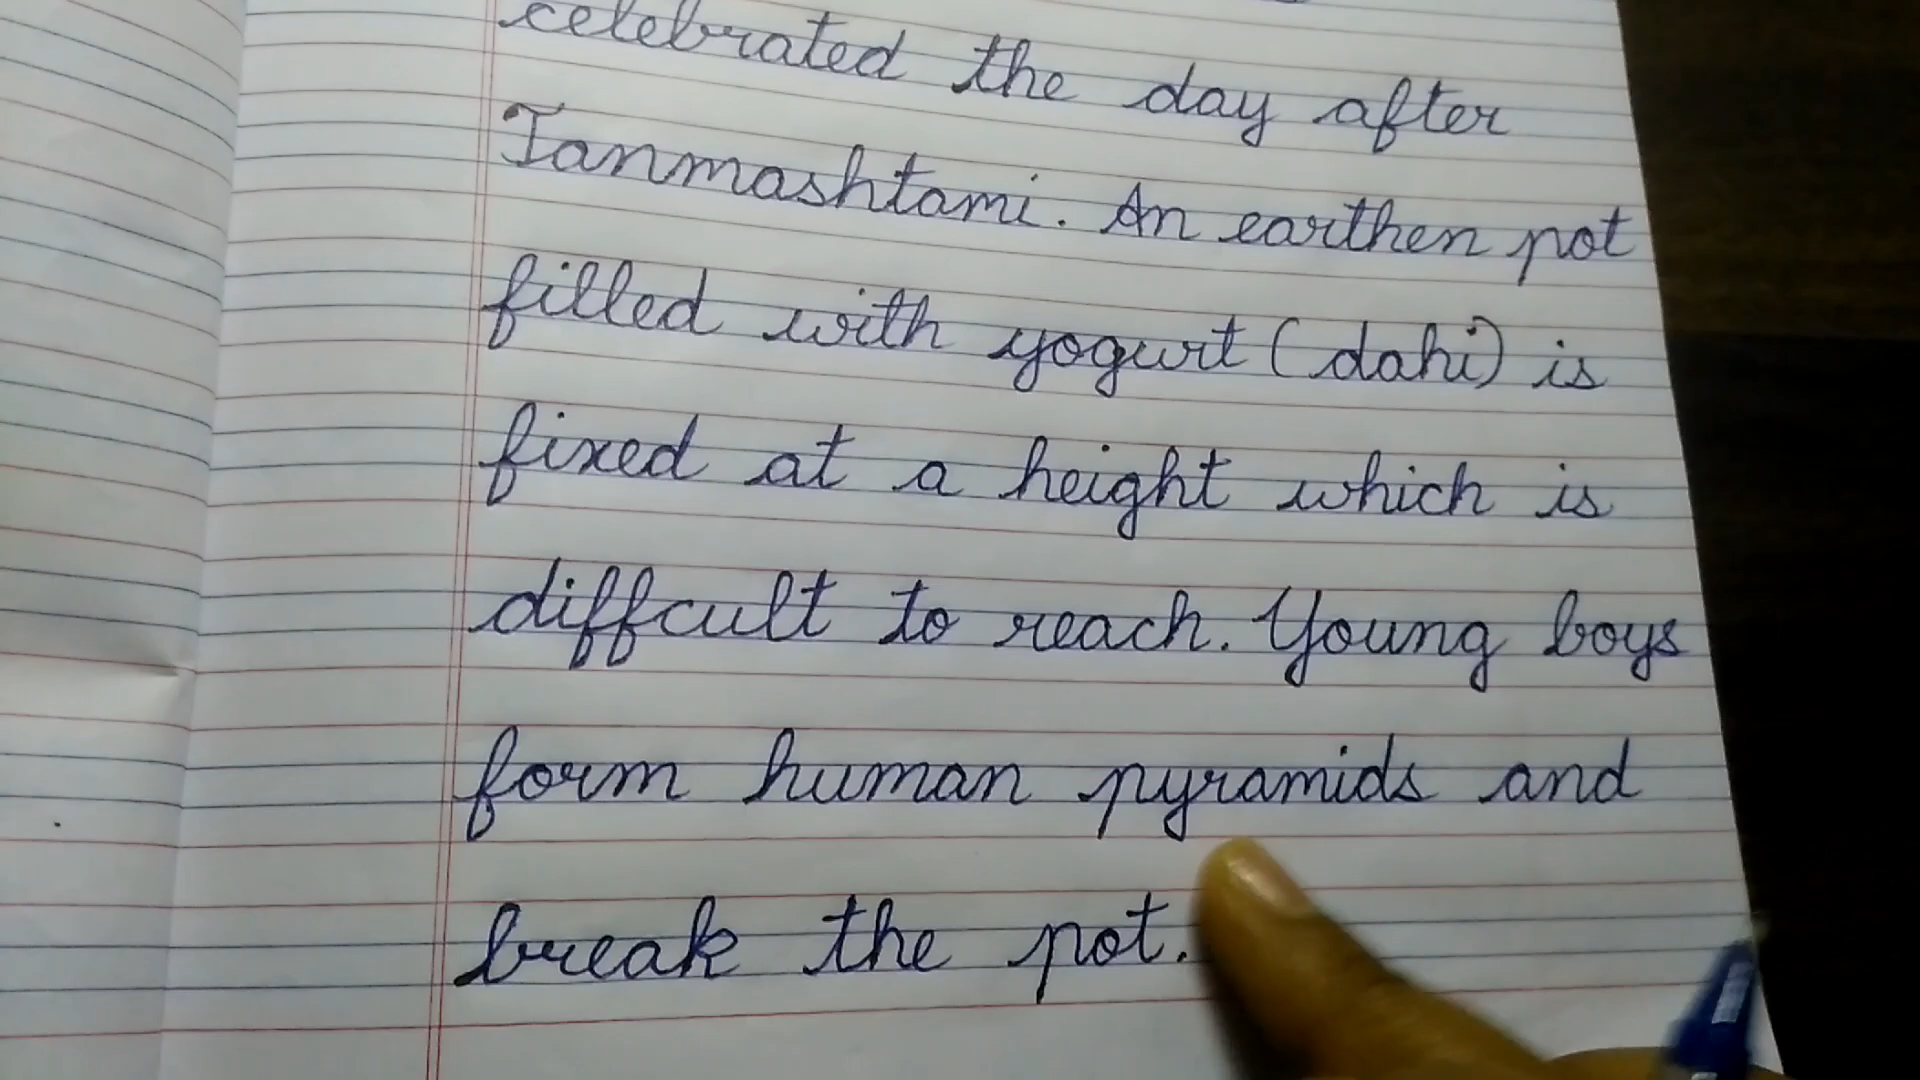 celebrated the day after
Janmashtami. An earthen pot
filled with yogurt (dahi) is
fixed at a height which is
diffcult to reach. Young boys
form human pyramids and
break the pot.